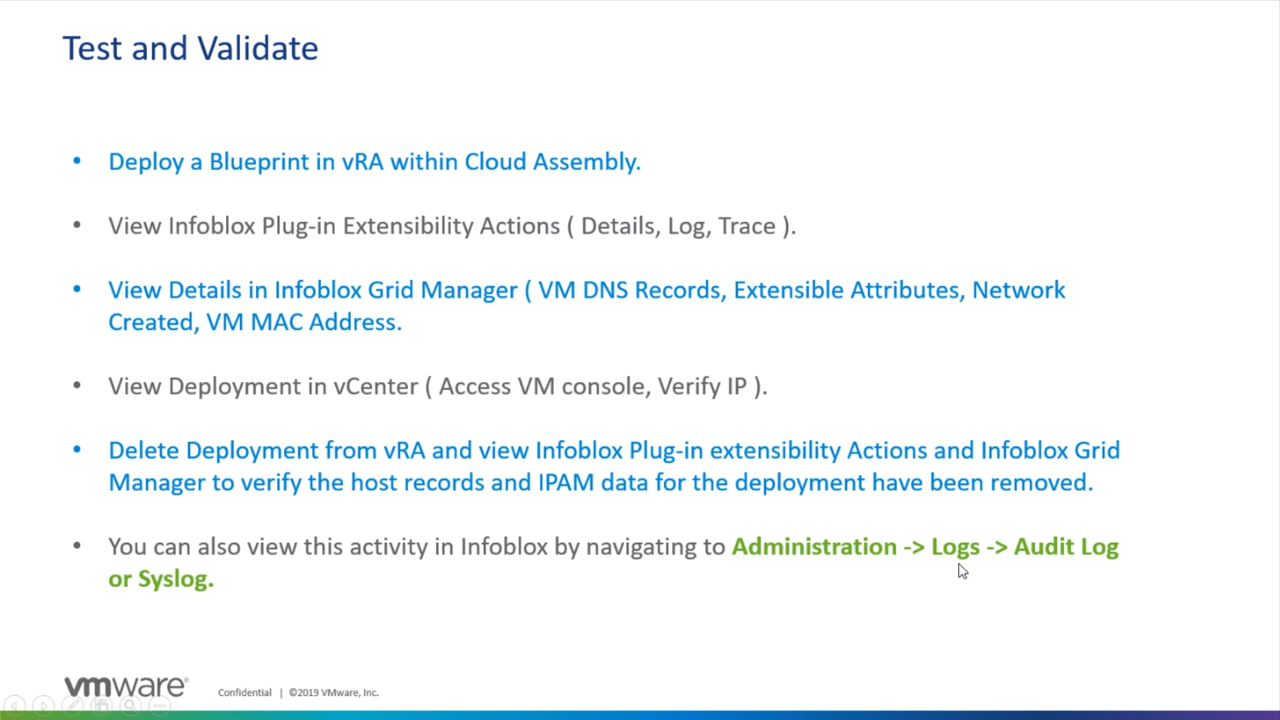 Test and Validate
• Deploy a Blueprint in vRA within Cloud Assembly.
• View Infoblox Plug-in Extensibility Actions ( Details, Log, Trace ).
• View Details in Infoblox Grid Manager ( VM DNS Records, Extensible Attributes, Network
Created, VM MAC Address.
• View Deployment in vCenter ( Access VM console, Verify IP ).
• Delete Deployment from vRA and view Infoblox Plug-in extensibility Actions and Infoblox Grid
Manager to verify the host records and IPAM data for the deployment have been removed.
• You can also view this activity in Infoblox by navigating to Administration -> Logs -> Audit Log
or Syslog.
vmware® Confidential | ©2019 VMware, Inc.